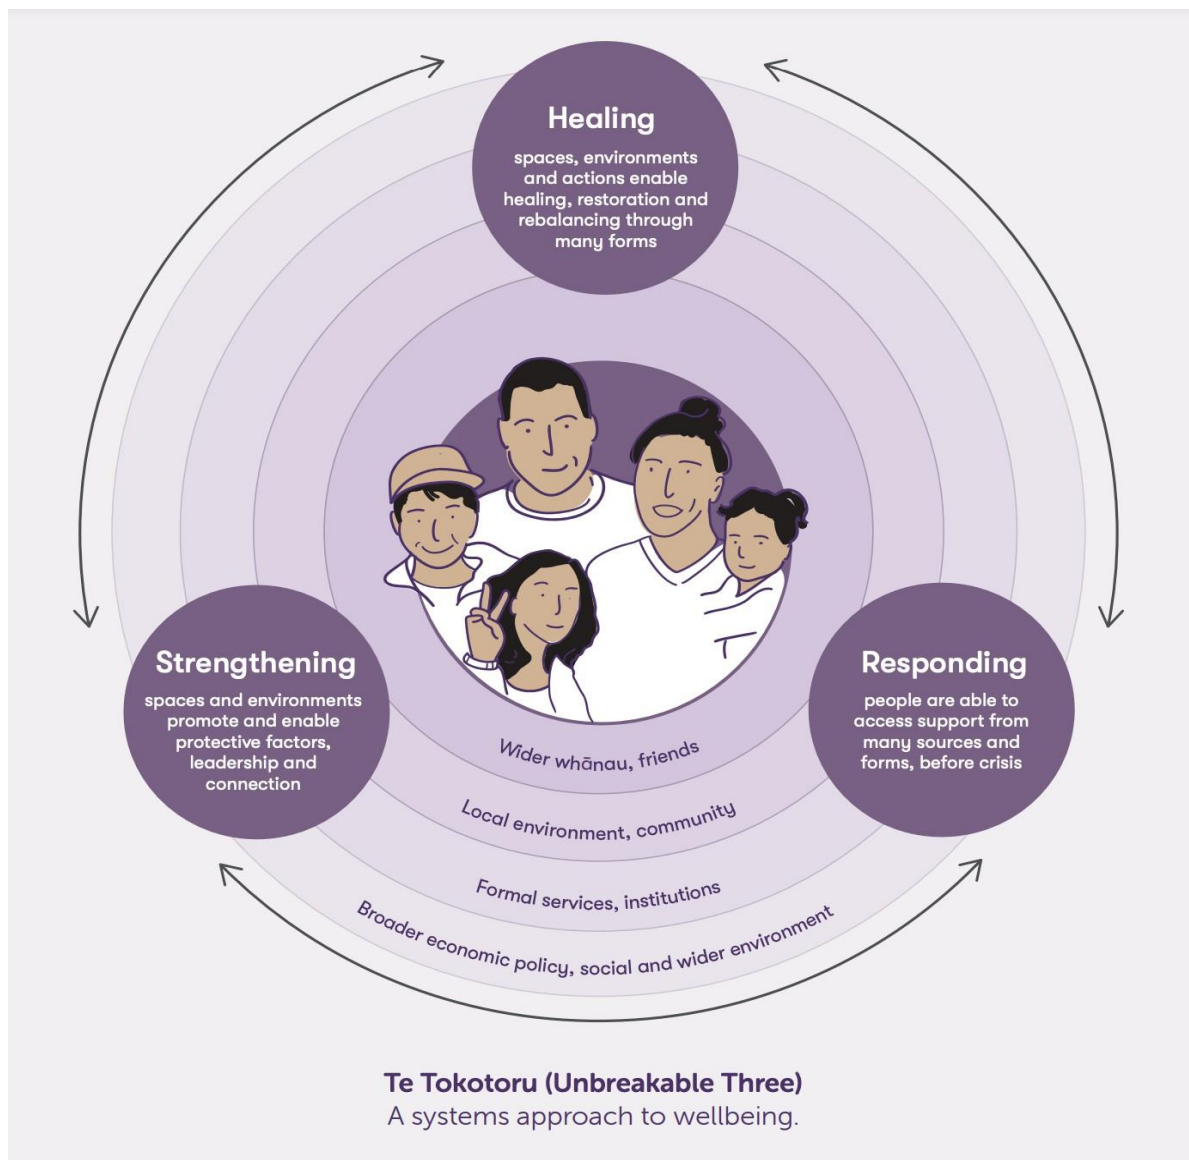 Healing
spaces, environments
and actions enable
healing, restoration and
rebalancing through
many forms
Strengthening
spaces and environments
promote and enable
protective factors,
leadership and
connection
Responding
people are able to
access support from
many sources and
forms, before crisis
Wider whānau, friends
Local environment, community
Formal services, institutions
Broader economic policy, social and wider environment
Te Tokotoru (Unbreakable Three)
A systems approach to wellbeing.